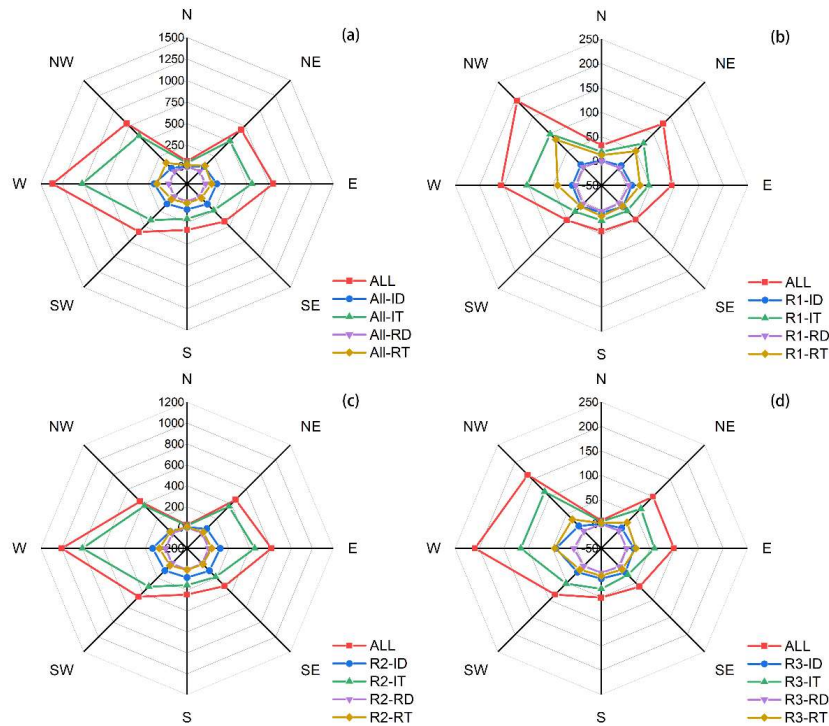 N
1500
(a)
NW
NE
1250
1000
750
500
250
0
W
E
SW
SE
S
ALL
All-ID
All-IT
All-RD
All-RT
N
250
(b)
NW
NE
200
150
100
50
0
W
-50
E
SW
SE
S
ALL
R1-ID
R1-IT
R1-RD
R1-RT
N
1200
(c)
NW
NE
1000
800
600
400
200
0
W
E
SW
SE
S
ALL
R2-ID
R2-IT
R2-RD
R2-RT
N
250
(d)
NW
NE
200
150
100
50
0
W
-50
E
SW
SE
S
ALL
R3-ID
R3-IT
R3-RD
R3-RT